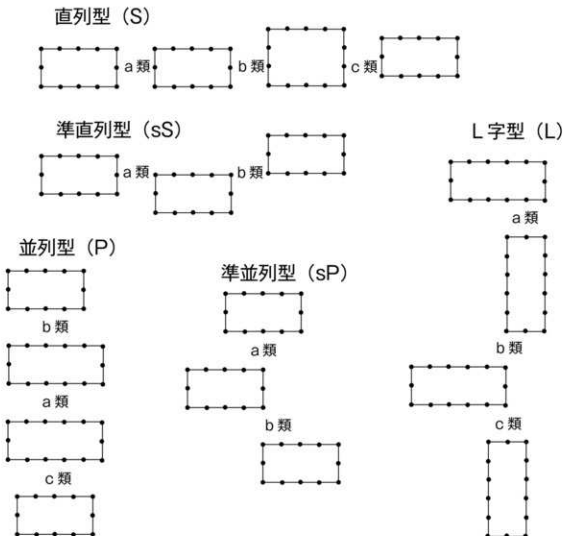 直列型（S）
a 類
b 類
c 類
準直列型（sS）
a 類
b 類
L 字型（L）
a 類
b 類
c 類
並列型（P）
b 類
a 類
c 類
準並列型（sP）
a 類
b 類